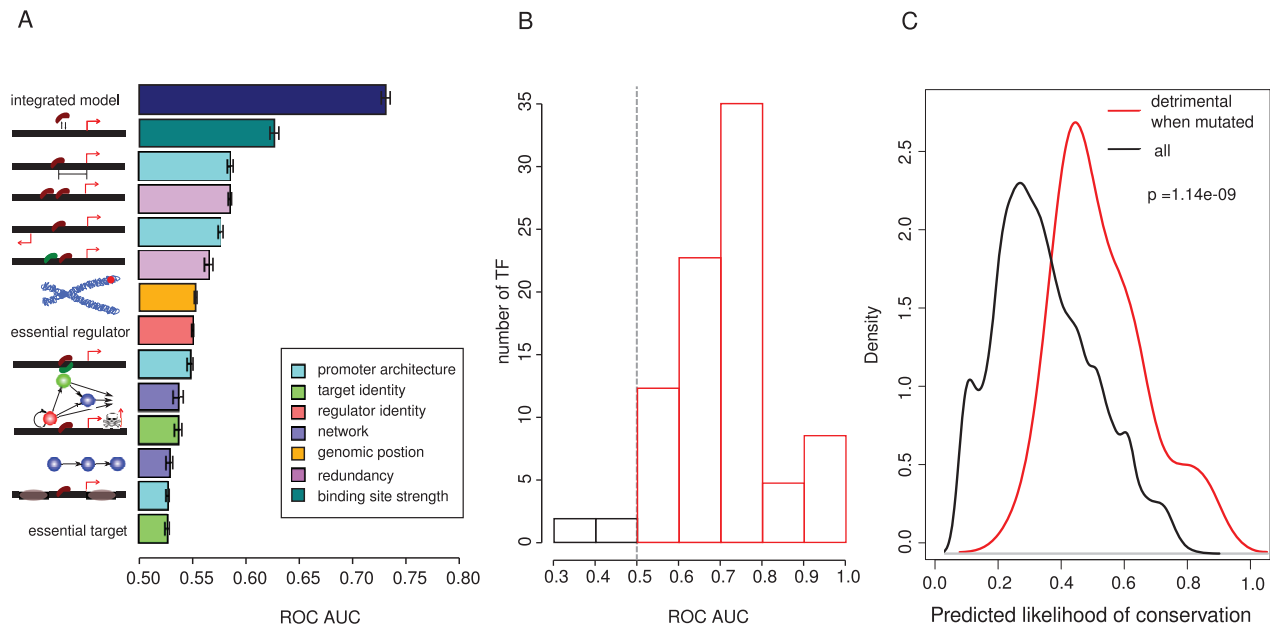 A
integrated model
essential regulator
essential target
promoter architecture
target identity
regulator identity
network
genomic postion
redundancy
binding site strength
0.50 0.55 0.60 0.65 0.70 0.75 0.80
ROC AUC
B
number of TF
35
30
25
20
15
10
5
0
0.3 0.4 0.5 0.6 0.7 0.8 0.9 1.0
ROC AUC
C
detrimental
when mutated
all
p =1.14e-09
Density
2.5
2.0
1.5
1.0
0.5
0.0
0.0 0.2 0.4 0.6 0.8 1.0
Predicted likelihood of conservation